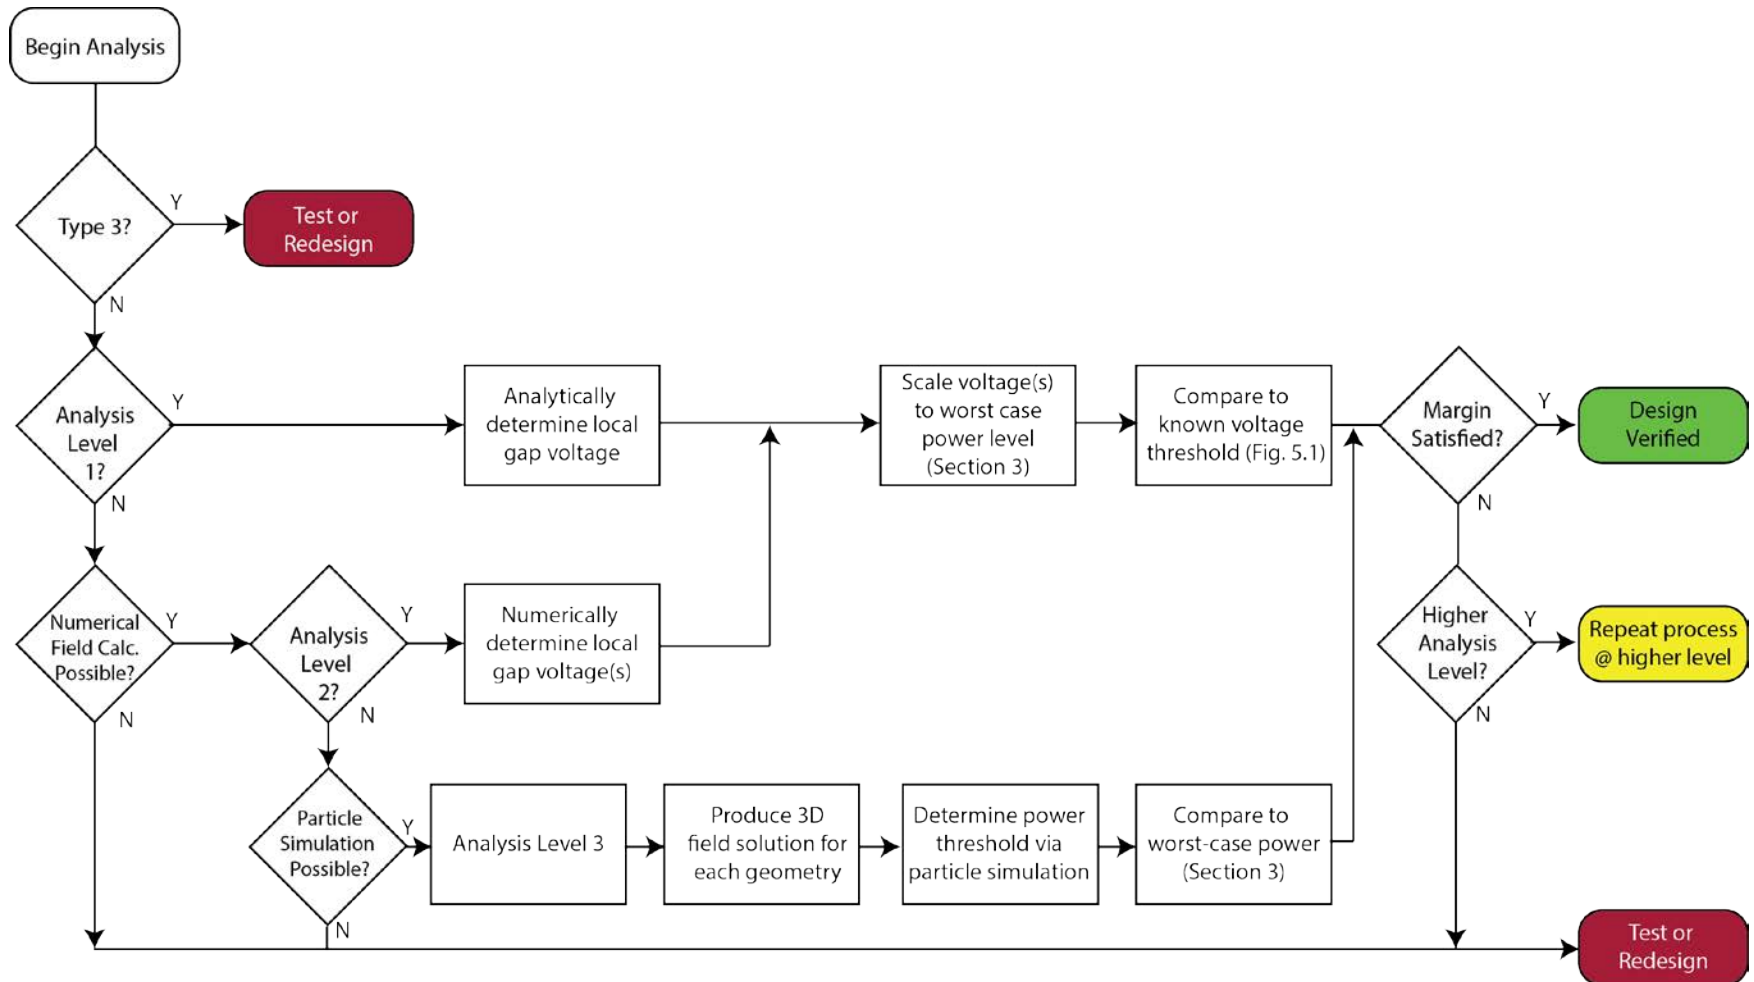 Begin Analysis
Type 3?
Y
N
Test or
Redesign
Analysis
Level
1?
Y
N
Analytically
determine local
gap voltage
Scale voltage(s)
to worst case
power level
(Section 3)
Compare to
known voltage
threshold (Fig. 5.1)
Margin
Satisfied?
Y
N
Design
Verified
Numerical
Field Calc.
Possible?
Y
N
Analysis
Level
2?
Y
N
Numerically
determine local
gap voltage(s)
Higher
Analysis
Level?
Y
N
Repeat process
@ higher level
Particle
Simulation
Possible?
Y
N
Analysis Level 3
Produce 3D
field solution for
each geometry
Determine power
threshold via
particle simulation
Compare to
worst-case power
(Section 3)
Test or
Redesign